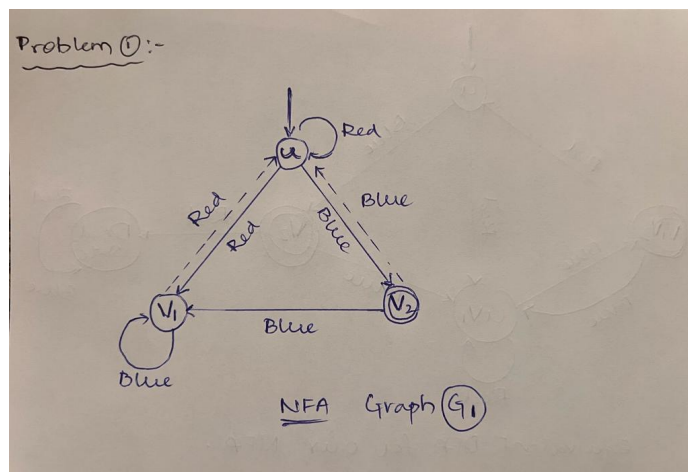 Problem ①:-
u
Red
Red
Red
Blue
Blue
V₁
V₂
Blue
Blue
NFA Graph G₁